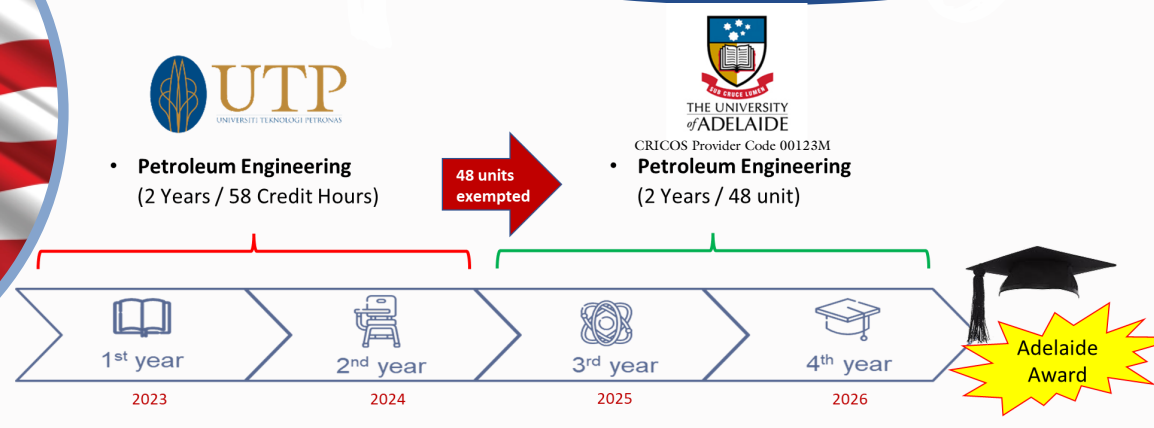 UTP
UNIVERSITI TEKNOLOGI PETRONAS
SUB CRUCE LUMEN
THE UNIVERSITY
of ADELAIDE
CRICOS Provider Code 00123M
• Petroleum Engineering
(2 Years / 58 Credit Hours)
48 units
exempted
• Petroleum Engineering
(2 Years / 48 unit)
1st year
2nd year
3rd year
4th year
2023
2024
2025
2026
Adelaide
Award